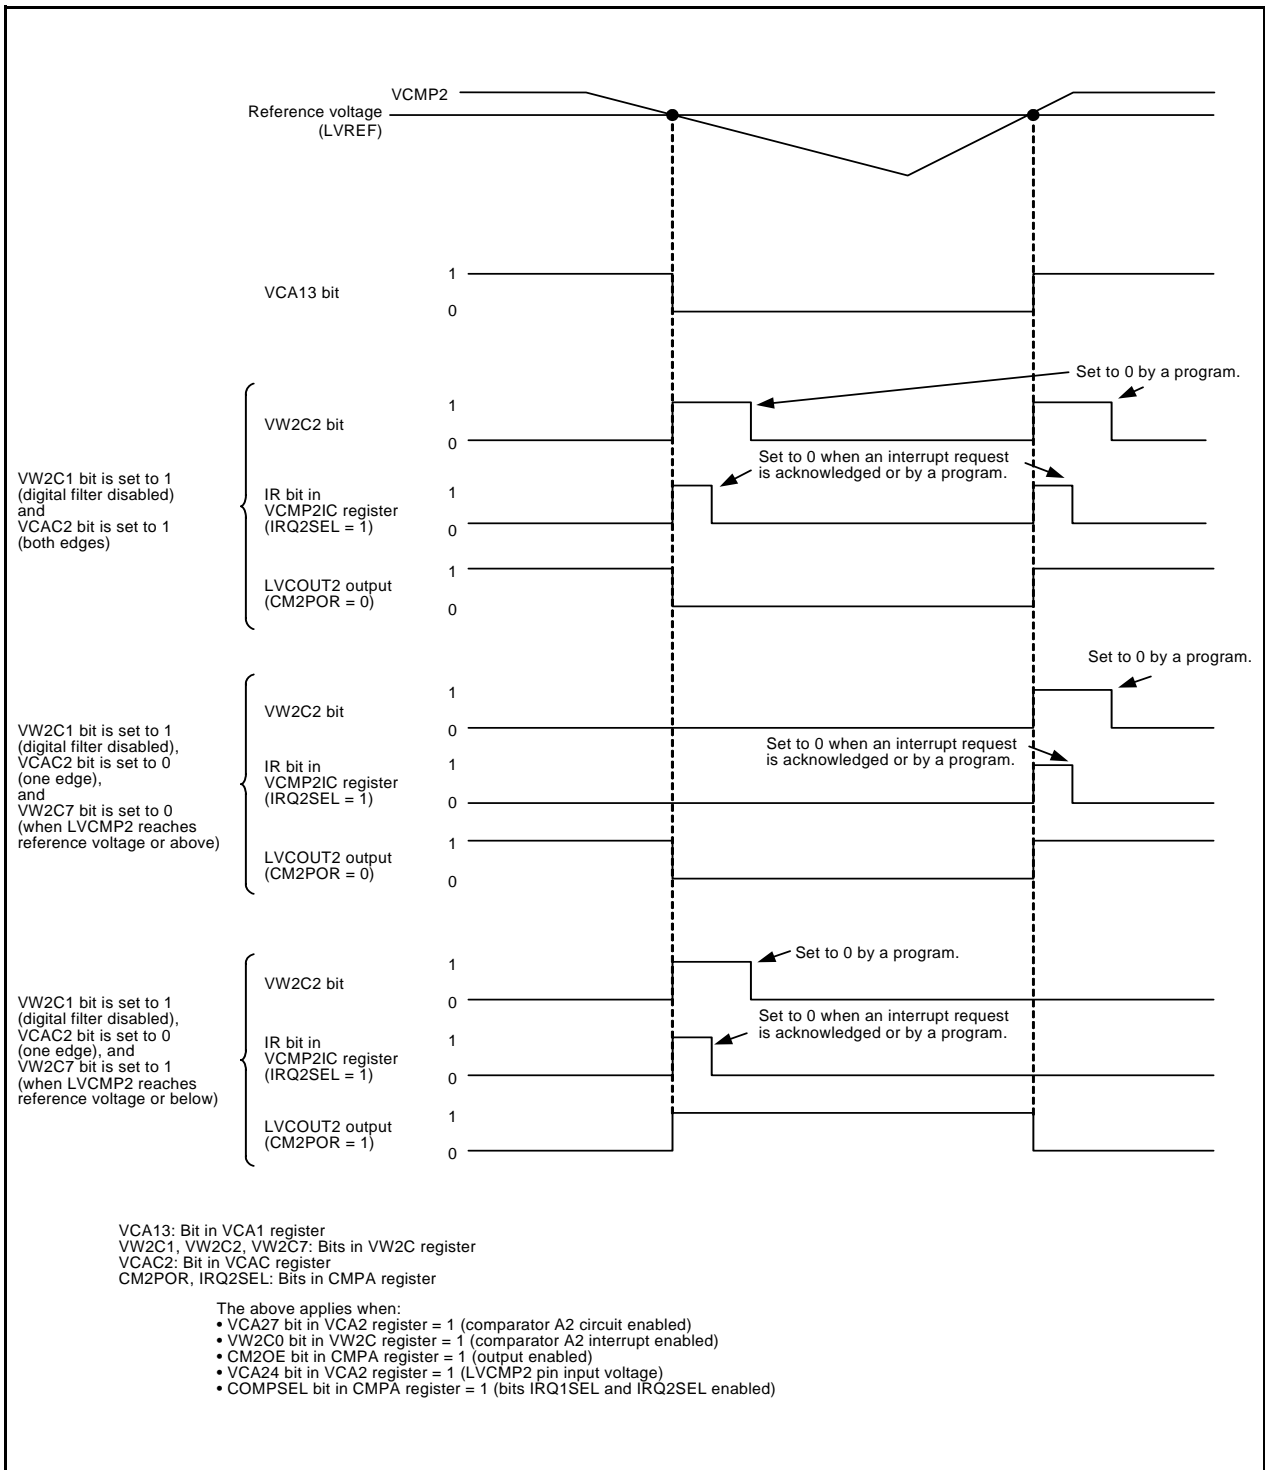 VCMP2
Reference voltage
(LVREF)
VCA13 bit
1
0
Set to 0 by a program.
VW2C1 bit is set to 1
(digital filter disabled)
and
VCAC2 bit is set to 1
(both edges)
VW2C2 bit
1
0
Set to 0 when an interrupt request
is acknowledged or by a program.
IR bit in
VCMP2IC register
(IRQ2SEL = 1)
1
0
LVCOUT2 output
(CM2POR = 0)
1
0
Set to 0 by a program.
VW2C1 bit is set to 1
(digital filter disabled),
VCAC2 bit is set to 0
(one edge),
and
VW2C7 bit is set to 0
(when LVCMP2 reaches
reference voltage or above)
VW2C2 bit
1
0
Set to 0 when an interrupt request
is acknowledged or by a program.
IR bit in
VCMP2IC register
(IRQ2SEL = 1)
1
0
LVCOUT2 output
(CM2POR = 0)
1
0
VW2C1 bit is set to 1
(digital filter disabled),
VCAC2 bit is set to 0
(one edge), and
VW2C7 bit is set to 1
(when LVCMP2 reaches
reference voltage or below)
VW2C2 bit
1
0
Set to 0 by a program.
Set to 0 when an interrupt request
is acknowledged or by a program.
IR bit in
VCMP2IC register
(IRQ2SEL = 1)
1
0
LVCOUT2 output
(CM2POR = 1)
1
0
VCA13: Bit in VCA1 register
VW2C1, VW2C2, VW2C7: Bits in VW2C register
VCAC2: Bit in VCAC register
CM2POR, IRQ2SEL: Bits in CMPA register
The above applies when:
• VCA27 bit in VCA2 register = 1 (comparator A2 circuit enabled)
• VW2C0 bit in VW2C register = 1 (comparator A2 interrupt enabled)
• CM2OE bit in CMPA register = 1 (output enabled)
• VCA24 bit in VCA2 register = 1 (LVCMP2 pin input voltage)
• COMPSEL bit in CMPA register = 1 (bits IRQ1SEL and IRQ2SEL enabled)